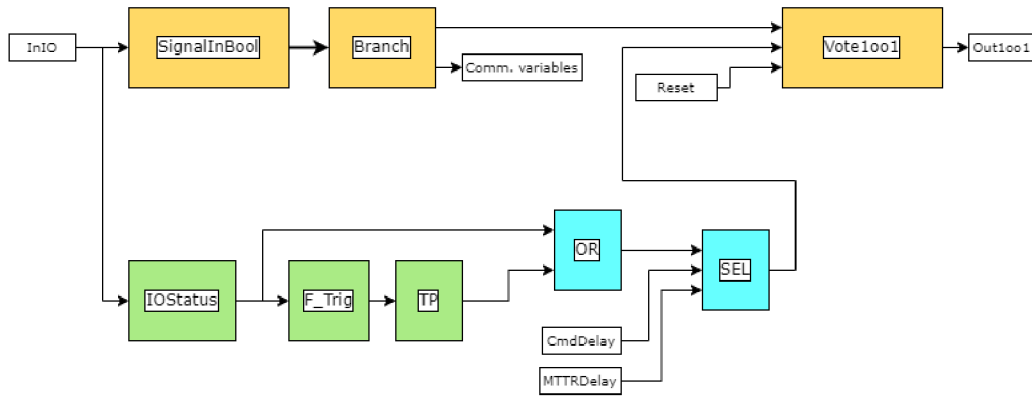 InIO
SignalInBool
Branch
Vote1oo1
Out1oo1
Comm. variables
Reset
OR
SEL
IOStatus
F_Trig
TP
CmdDelay
MTTRDelay